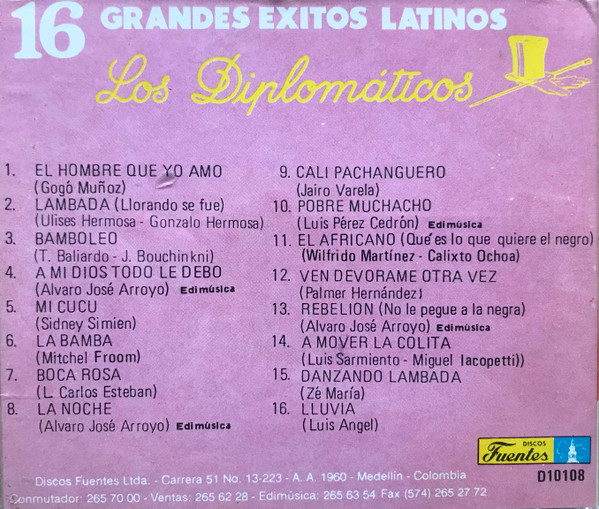 16 GRANDES EXITOS LATINOS
Los Diplomáticos
1. EL HOMBRE QUE YO AMO
(Gogó Muñoz)
2. LAMBADA (Llorando se fue)
(Ulises Hermosa - Gonzalo Hermosa)
3. BAMBOLEO
(T. Baliardo - J. Bouchinkni)
4. A MI DIOS TODO LE DEBO
(Alvaro José Arroyo) Edimúsica
5. MI CUCU
(Sidney Simien)
6. LA BAMBA
(Mitchel Froom)
7. BOCA ROSA
(L. Carlos Esteban)
8. LA NOCHE
(Alvaro José Arroyo) Edimúsica
9. CALI PACHANGUERO
(Jairo Varela)
10. POBRE MUCHACHO
(Luis Pérez Cedrón) Edimúsica
11. EL AFRICANO (Qué es lo que quiere el negro)
(Wilfrido Martínez - Calixto Ochoa)
12. VEN DEVORAME OTRA VEZ
(Palmer Hernández)
13. REBELION (No le pegue a la negra)
(Alvaro José Arroyo) Edimúsica
14. A MOVER LA COLITA
(Luis Sarmiento - Miguel Iacopetti))
15. DANZANDO LAMBADA
(Zé María)
16. LLUVIA
(Luis Angel)
DISCOS
Fuentes
D10108
Discos Fuentes Ltda. - Carrera 51 No. 13-223 - A. A. 1960 - Medellín - Colombia
Conmutador: 265 70 00 - Ventas: 265 62 28 - Edimúsica: 265 63 54 Fax (574) 265 27 72